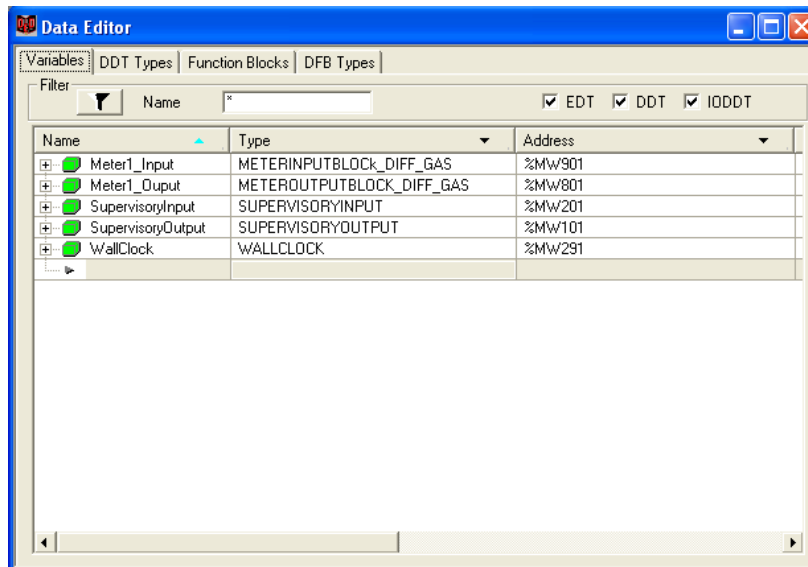 Data Editor
Variables DDT Types Function Blocks DFB Types
Filter
Name * EDT DDT IODDT
Name Type Address
Meter1_Input METERINPUTBLOCk_DIFF_GAS %MW901
Meter1_Ouput METEROUTPUTBLOCK_DIFF_GAS %MW801
SupervisoryInput SUPERVISORYINPUT %MW201
SupervisoryOutput SUPERVISORYOUTPUT %MW101
WallClock WALLCLOCK %MW291